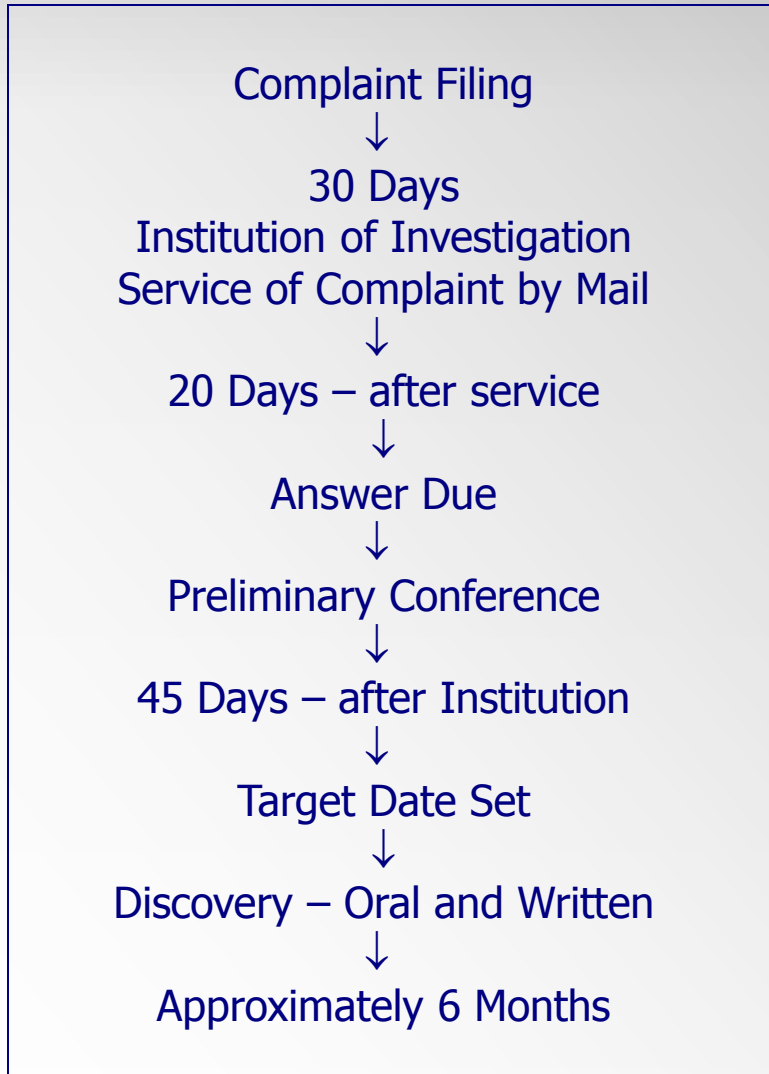 Complaint Filing
↓
30 Days
Institution of Investigation
Service of Complaint by Mail
↓
20 Days – after service
↓
Answer Due
↓
Preliminary Conference
↓
45 Days – after Institution
↓
Target Date Set
↓
Discovery – Oral and Written
↓
Approximately 6 Months